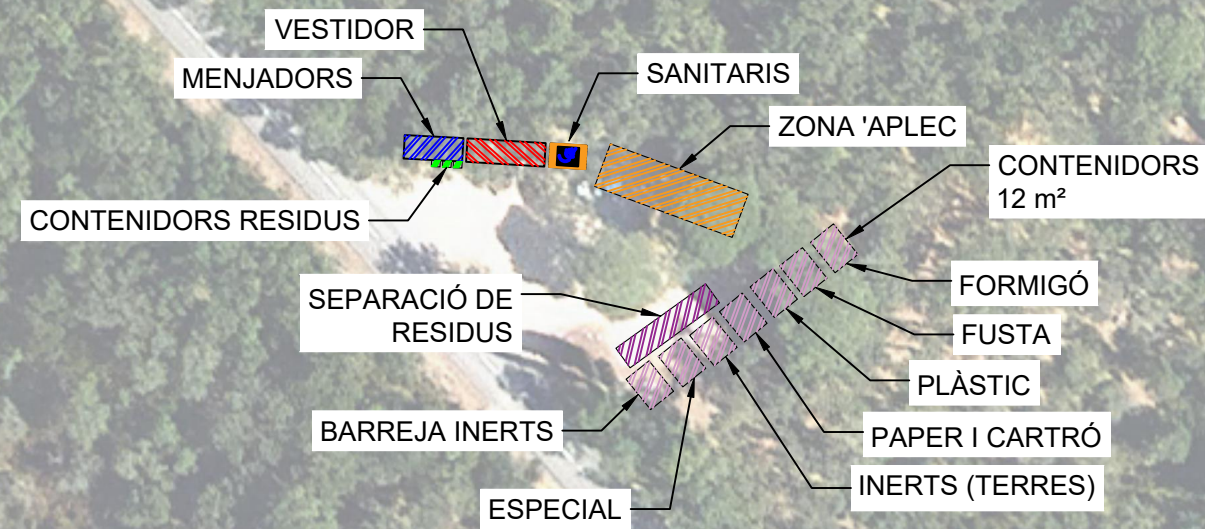 VESTIDOR
MENJADORS
SANITARIS
ZONA 'APLEC
CONTENIDORS
12 m²
CONTENIDORS RESIDUS
FORMIGÓ
SEPARACIÓ DE
RESIDUS
FUSTA
PLÀSTIC
BARREJA INERTS
PAPER I CARTRÓ
INERTS (TERRES)
ESPECIAL